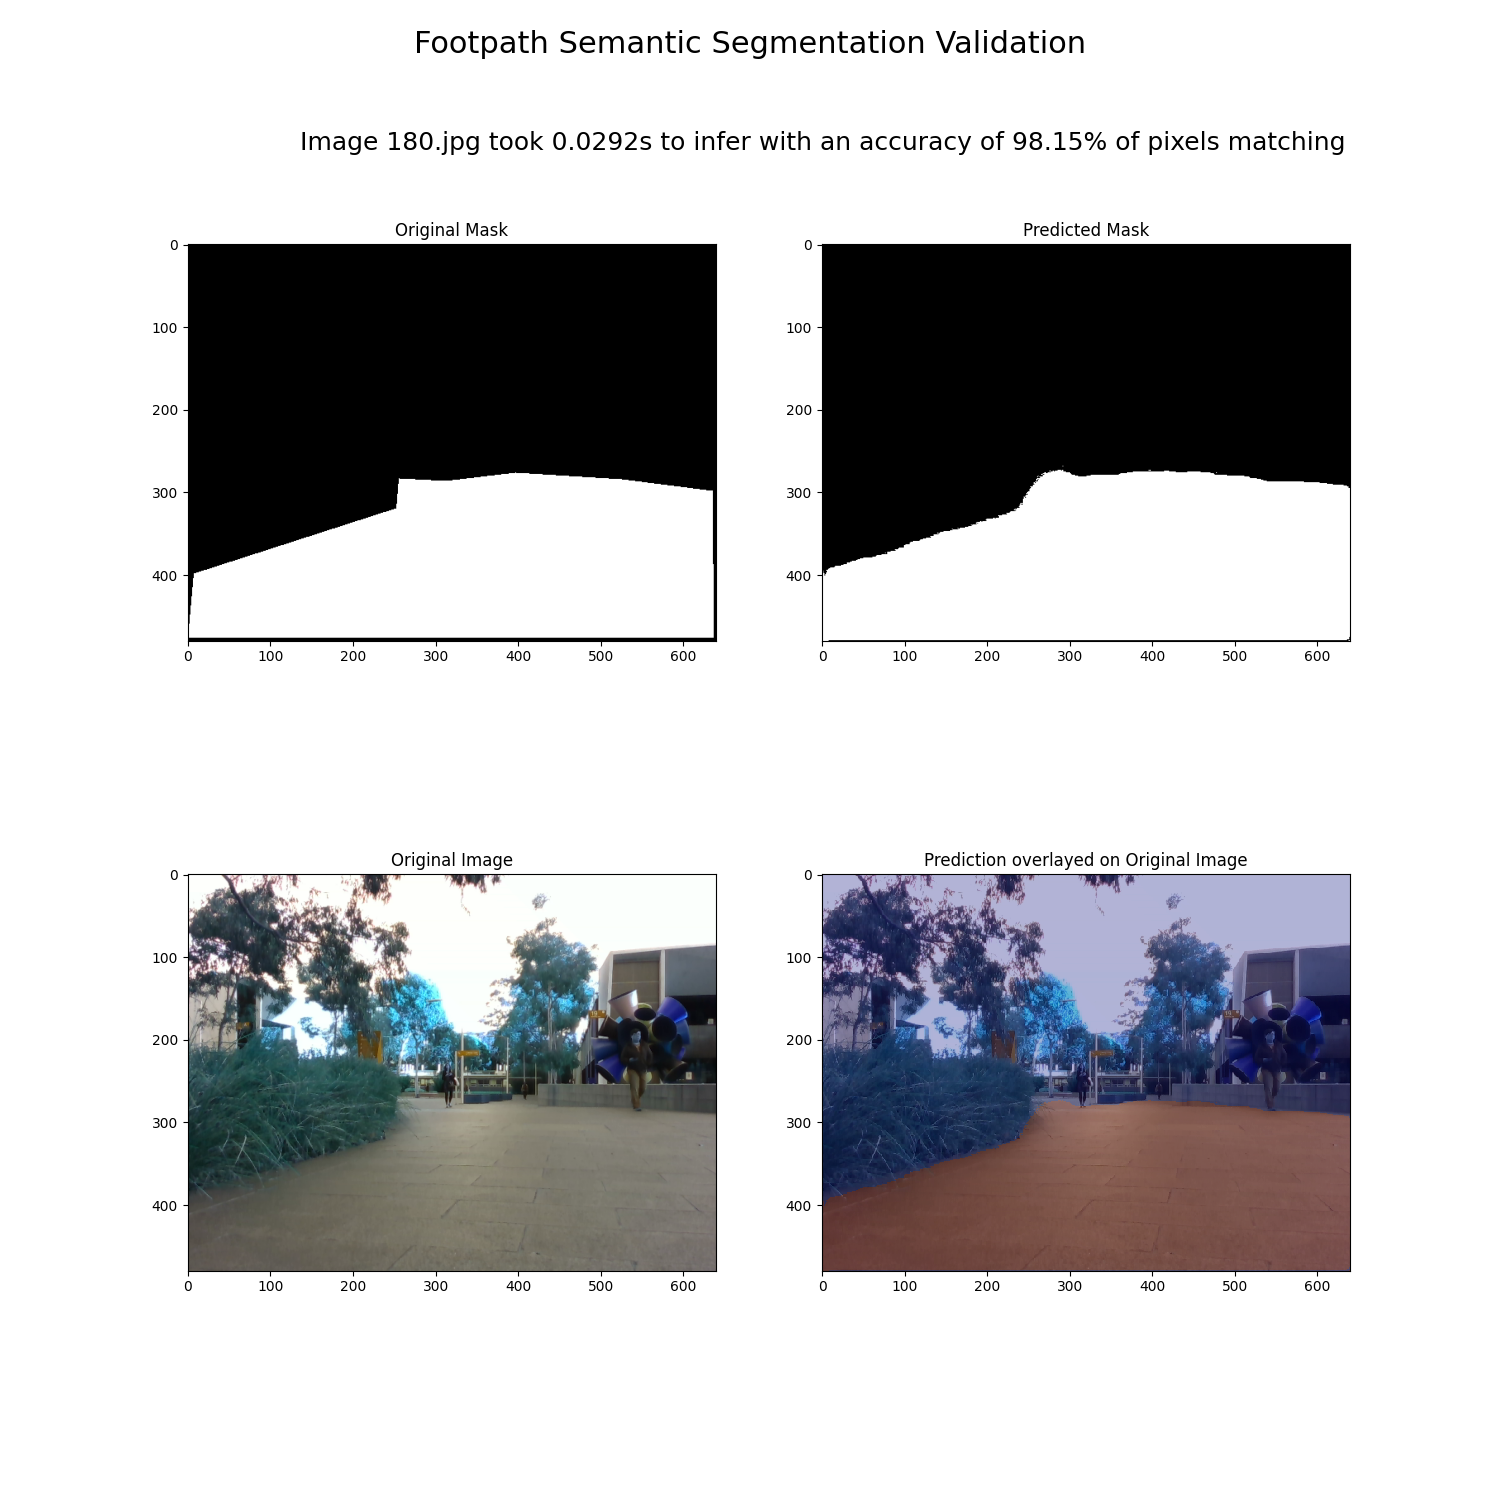 Footpath Semantic Segmentation Validation
Image 180.jpg took 0.0292s to infer with an accuracy of 98.15% of pixels matching
Original Mask
0
100
200
300
400
0 100 200 300 400 500 600
Predicted Mask
0
100
200
300
400
0 100 200 300 400 500 600
Original Image
0
100
200
300
400
0 100 200 300 400 500 600
Prediction overlayed on Original Image
0
100
200
300
400
0 100 200 300 400 500 600